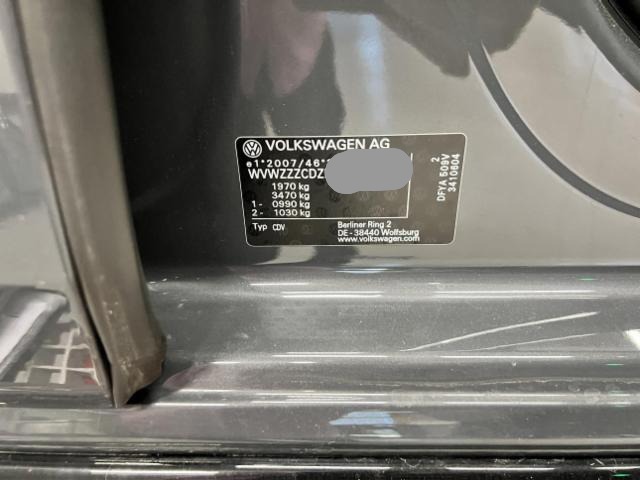 VOLKSWAGEN AG
e1*2007/46*
WVWZZZCDZ
1970 kg
3470 kg
1- 0990 kg
2- 1030 kg
Typ CDV
Berliner Ring 2
DE-38440 Wolfsburg
www.volkswagen.com
2
DFYA 509V
3410604